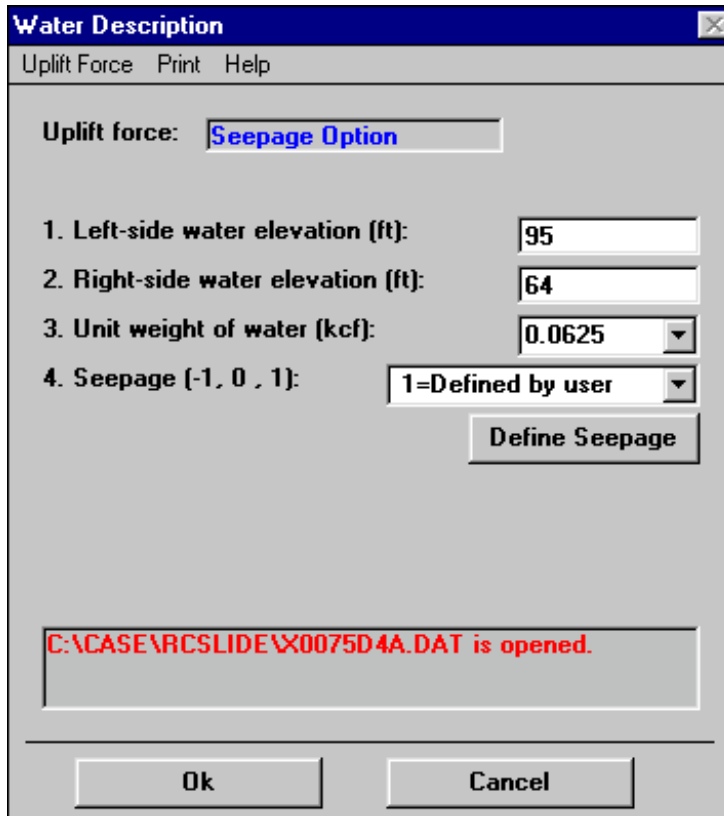 Water Description
Uplift Force Print Help
Uplift force: Seepage Option
1. Left-side water elevation (ft): 95
2. Right-side water elevation (ft): 64
3. Unit weight of water (kcf): 0.0625
4. Seepage (-1, 0 , 1): 1=Defined by user
Define Seepage
C:\CASE\RCSLIDE\X0075D4A.DAT is opened.
Ok Cancel